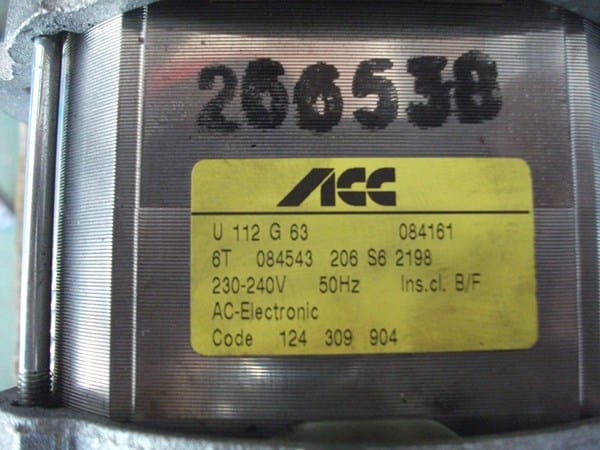 266538
ACC
U 112 G 63 084161
6T 084543 206 S6 2198
230-240V 50Hz Ins.cl. B/F
AC-Electronic
Code 124 309 904